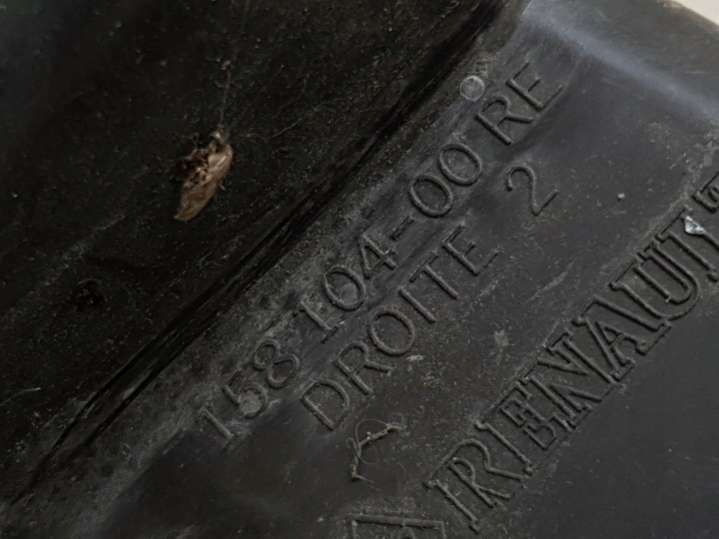 158 104-00 RE
DROITE 2
RENAULT